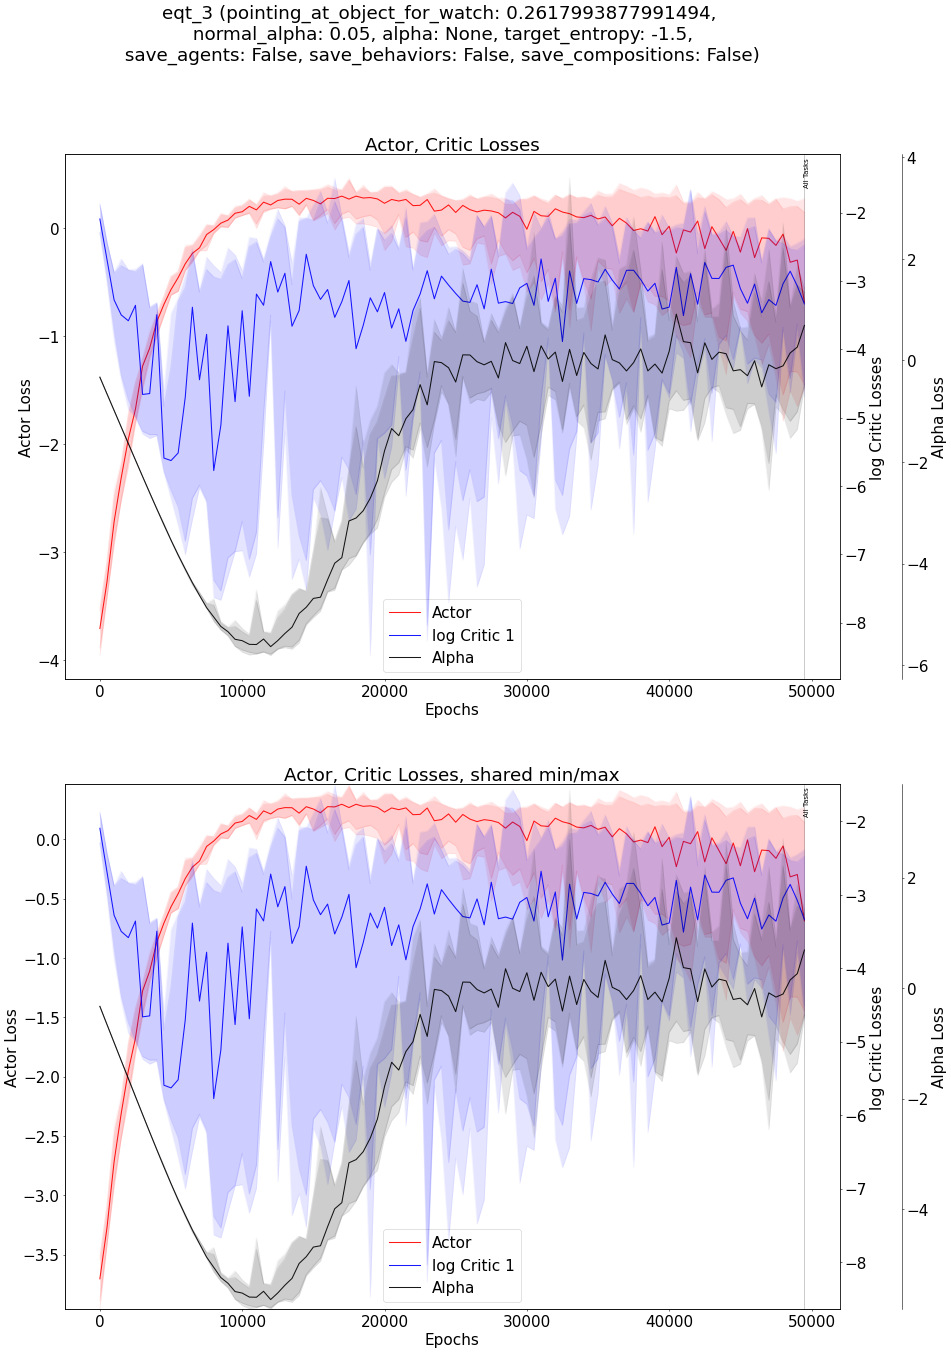 eqt_3 (pointing_at_object_for_watch: 0.2617993877991494,
normal_alpha: 0.05, alpha: None, target_entropy: -1.5,
save_agents: False, save_behaviors: False, save_compositions: False)
Actor, Critic Losses
All Tasks
0
−1
−2
−3
−4
Actor Loss
−2
−3
−4
−5
−6
−7
−8
log Critic Losses
4
2
0
−2
−4
−6
Alpha Loss
Actor
log Critic 1
Alpha
0 10000 20000 30000 40000 50000
Epochs
Actor, Critic Losses, shared min/max
All Tasks
0.0
−0.5
−1.0
−1.5
−2.0
−2.5
−3.0
−3.5
Actor Loss
−2
−3
−4
−5
−6
−7
−8
log Critic Losses
2
0
−2
−4
Alpha Loss
Actor
log Critic 1
Alpha
0 10000 20000 30000 40000 50000
Epochs